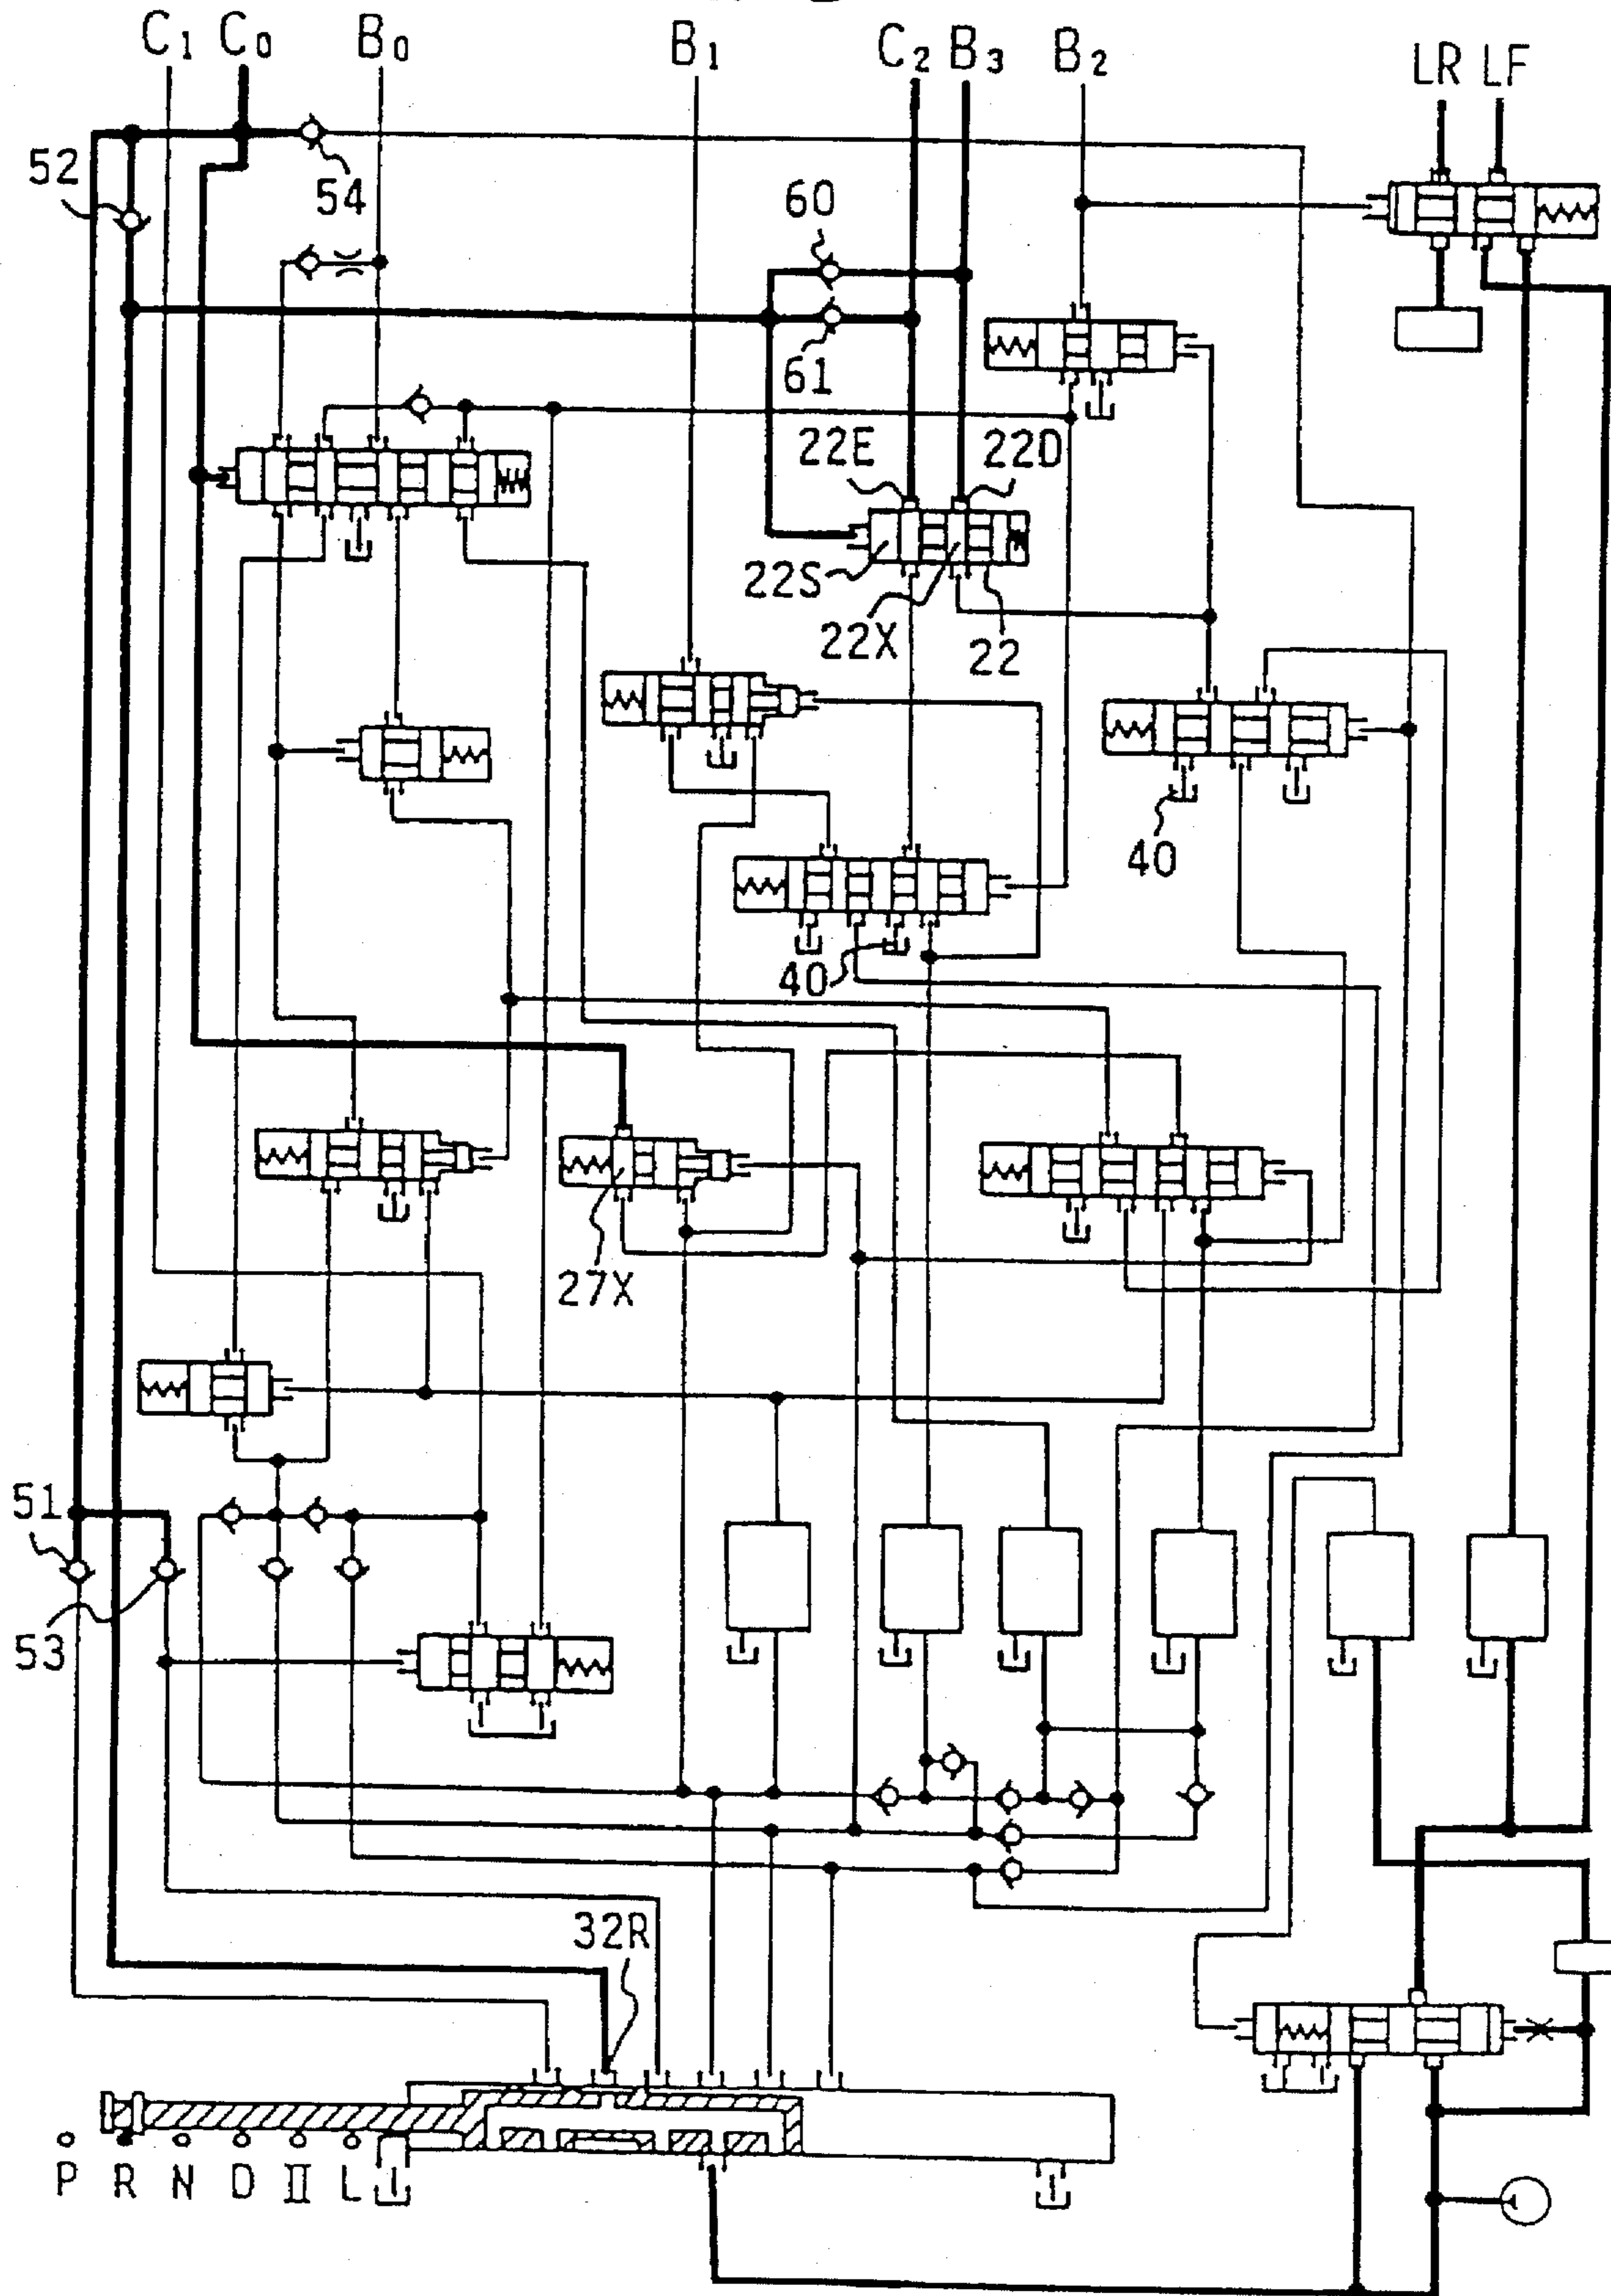 C₁ C₀ B₀ B₁ C₂ B₃ B₂ LR LF
52
54
60
61
22E
22D
22S
22X
22
40
40
27X
51
53
32R
P R N D II L